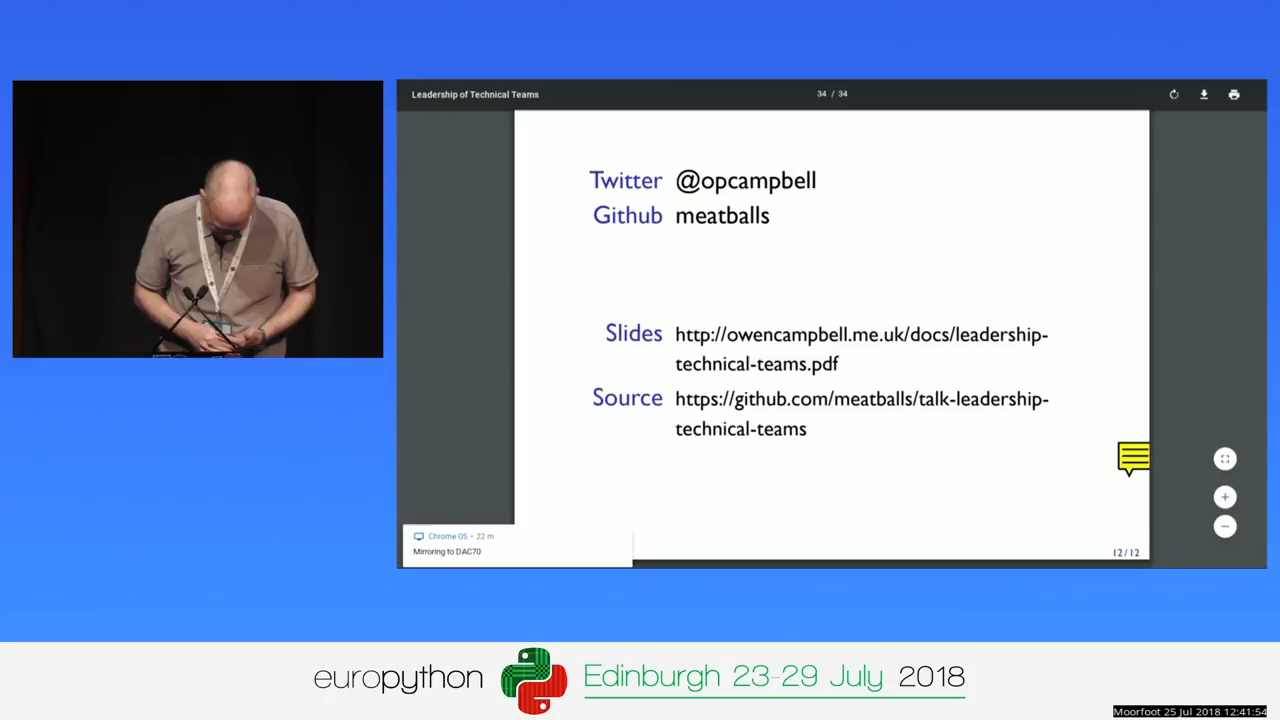 Leadership of Technical Teams
34 / 34
Twitter @opcampbell
Github meatballs
Slides http://owencampbell.me.uk/docs/leadership-
technical-teams.pdf
Source https://github.com/meatballs/talk-leadership-
technical-teams
Chrome OS • 22 m
Mirroring to DAC70
12/12
europython Edinburgh 23-29 July 2018
Moorfoot 25 Jul 2018 12:41:54